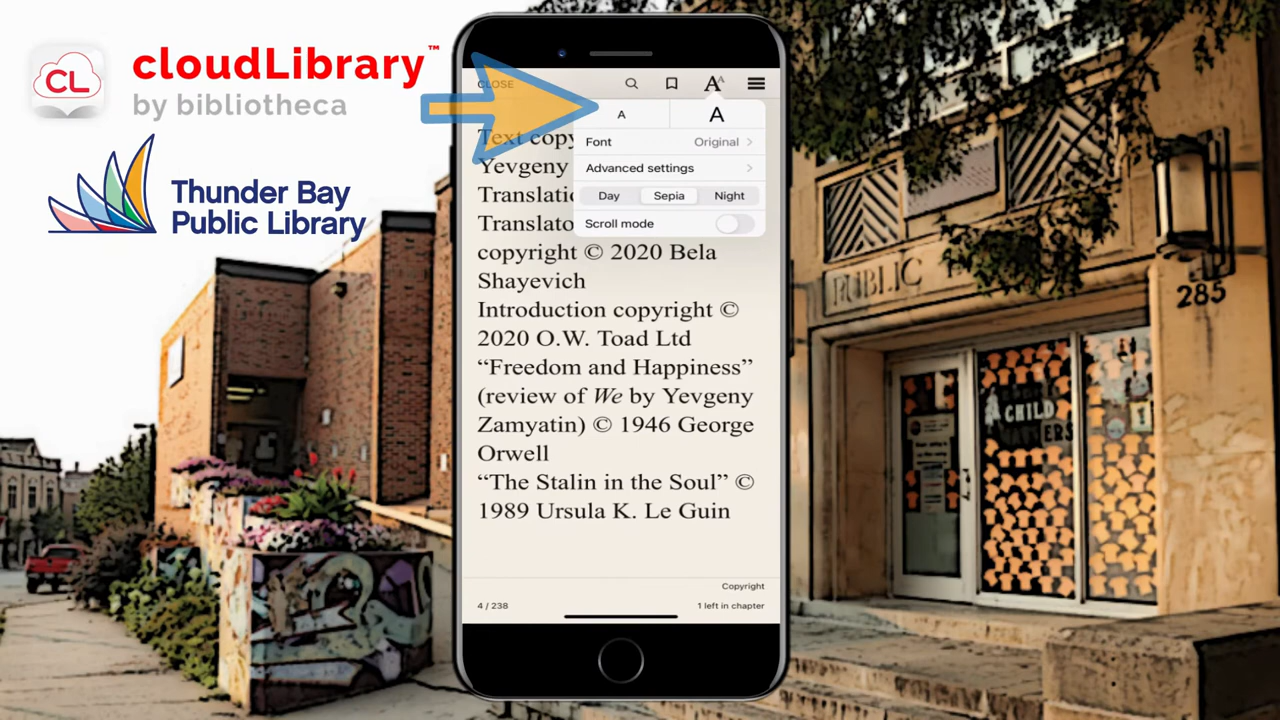 CL
cloudLibrary™
by bibliotheca
Thunder Bay
Public Library
CLOSE
A
A
A
A
Font Original
Advanced settings
Day Sepia Night
Scroll mode
Text copy
Yevgeny
Translatio
Translato
copyright © 2020 Bela
Shayevich
Introduction copyright ©
2020 O.W. Toad Ltd
“Freedom and Happiness”
(review of We by Yevgeny
Zamyatin) © 1946 George
Orwell
“The Stalin in the Soul” ©
1989 Ursula K. Le Guin
Copyright
4 / 238
1 left in chapter
PUBLIC
285
CHILD
MATTERS